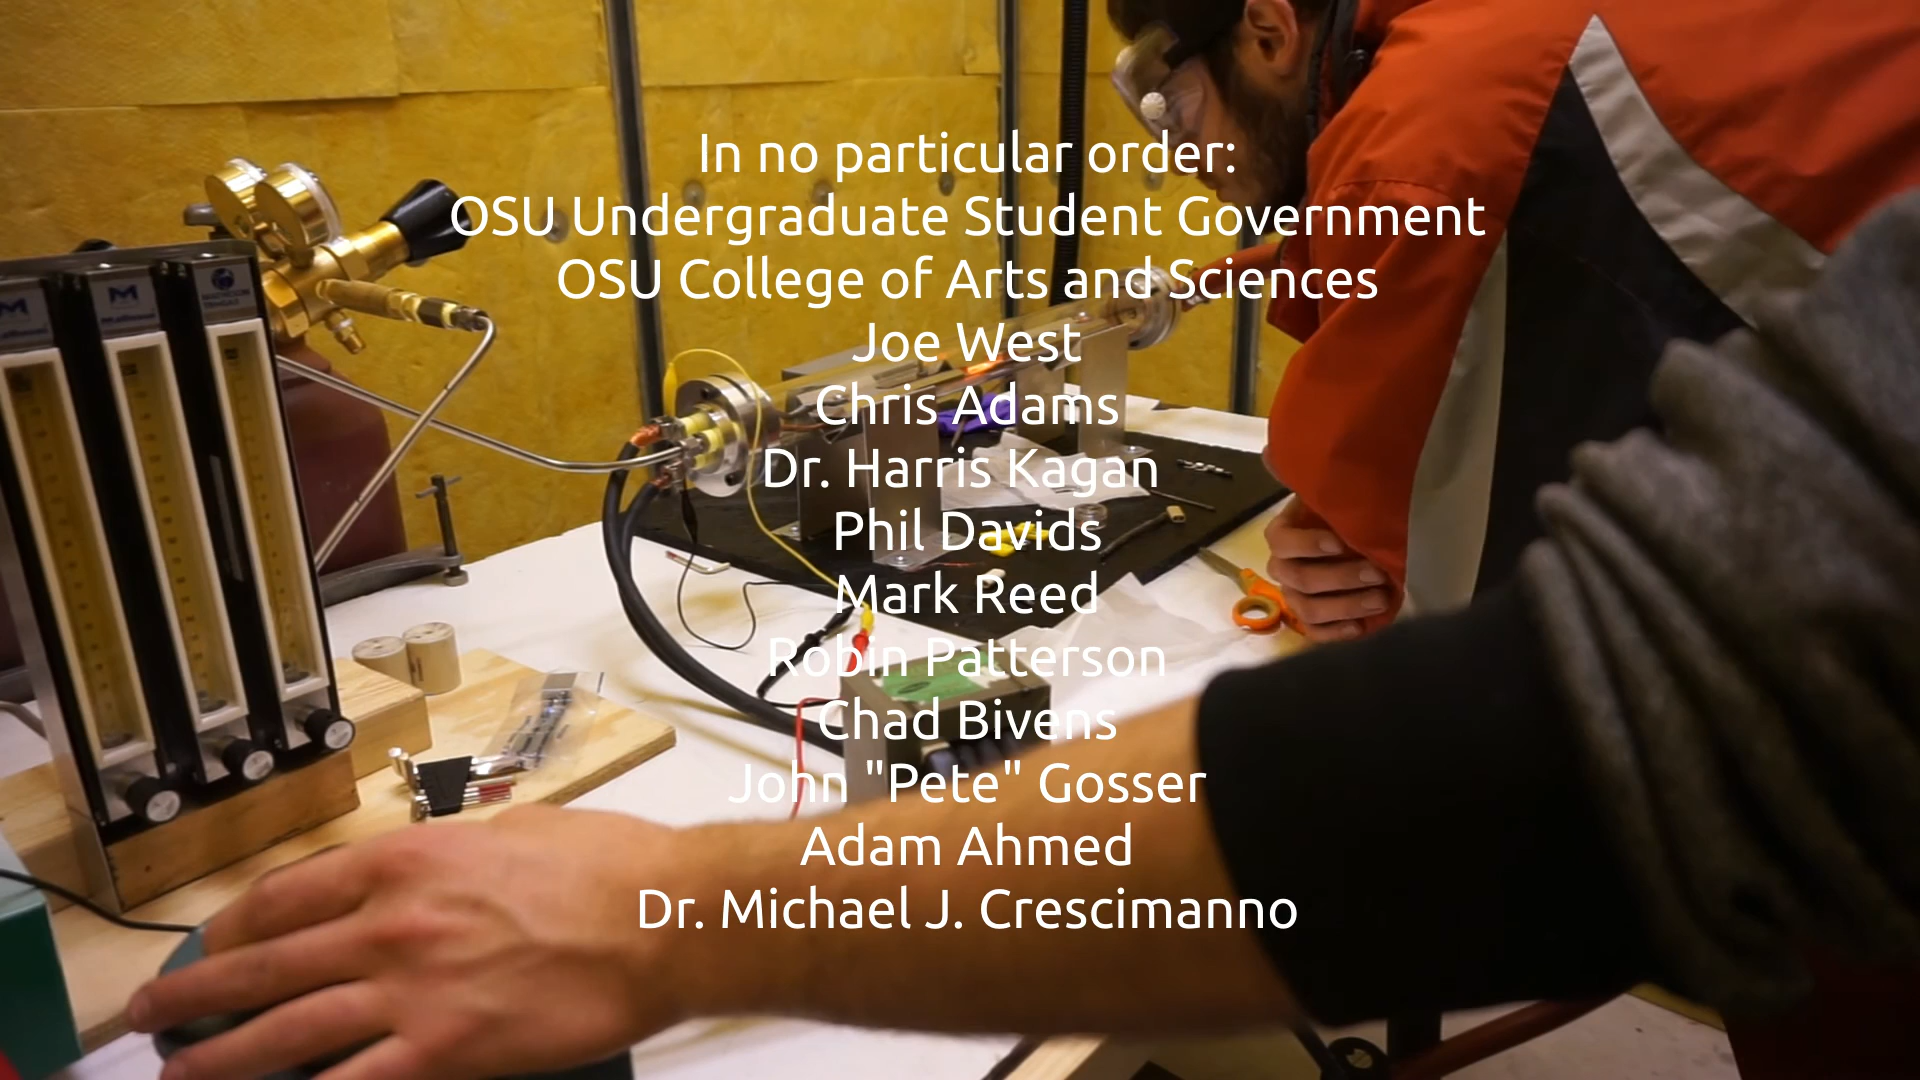 In no particular order:
OSU Undergraduate Student Government
OSU College of Arts and Sciences
Joe West
Chris Adams
Dr. Harris Kagan
Phil Davids
Mark Reed
Robin Patterson
Chad Bivens
John "Pete" Gosser
Adam Ahmed
Dr. Michael J. Crescimanno